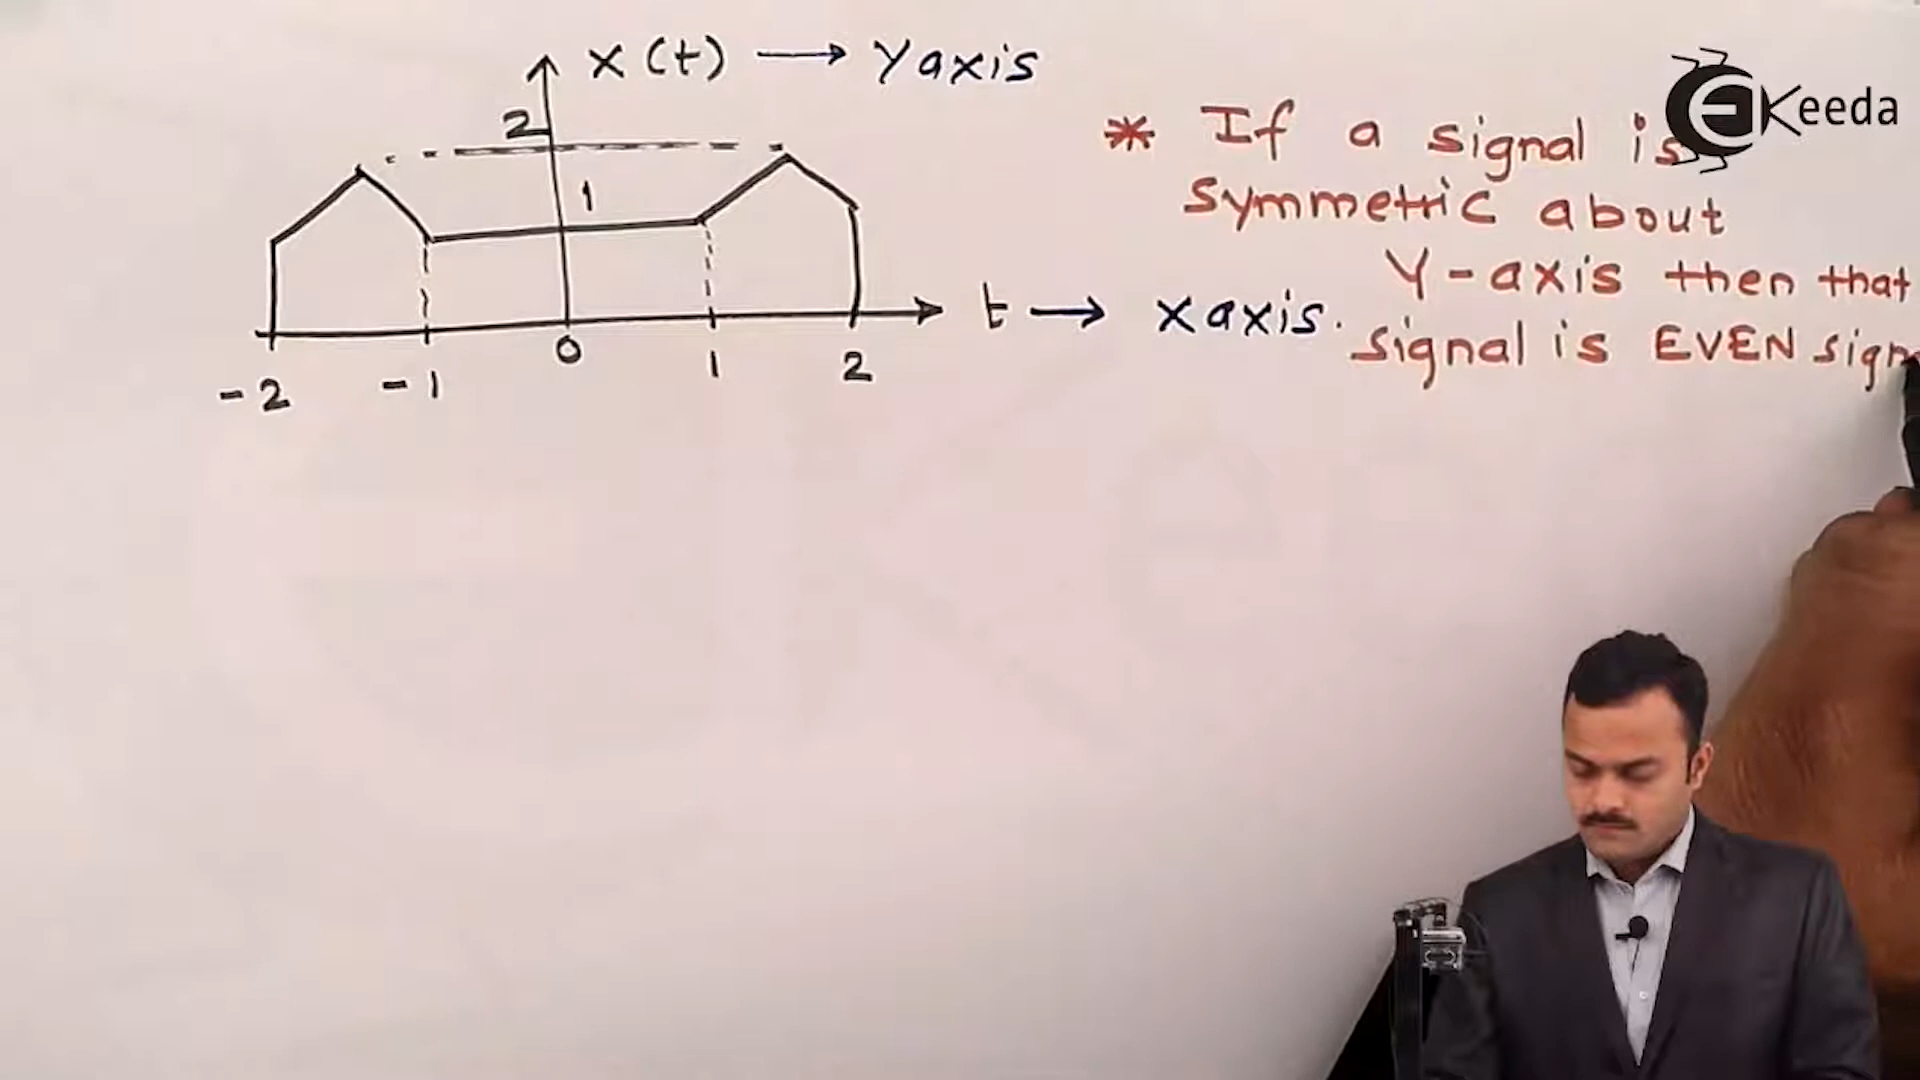 x (t) → Y axis
2
1
t → x axis.
-2 -1 0 1 2
* If a signal is
symmetric about
Y-axis then that
signal is EVEN sign
Keeda